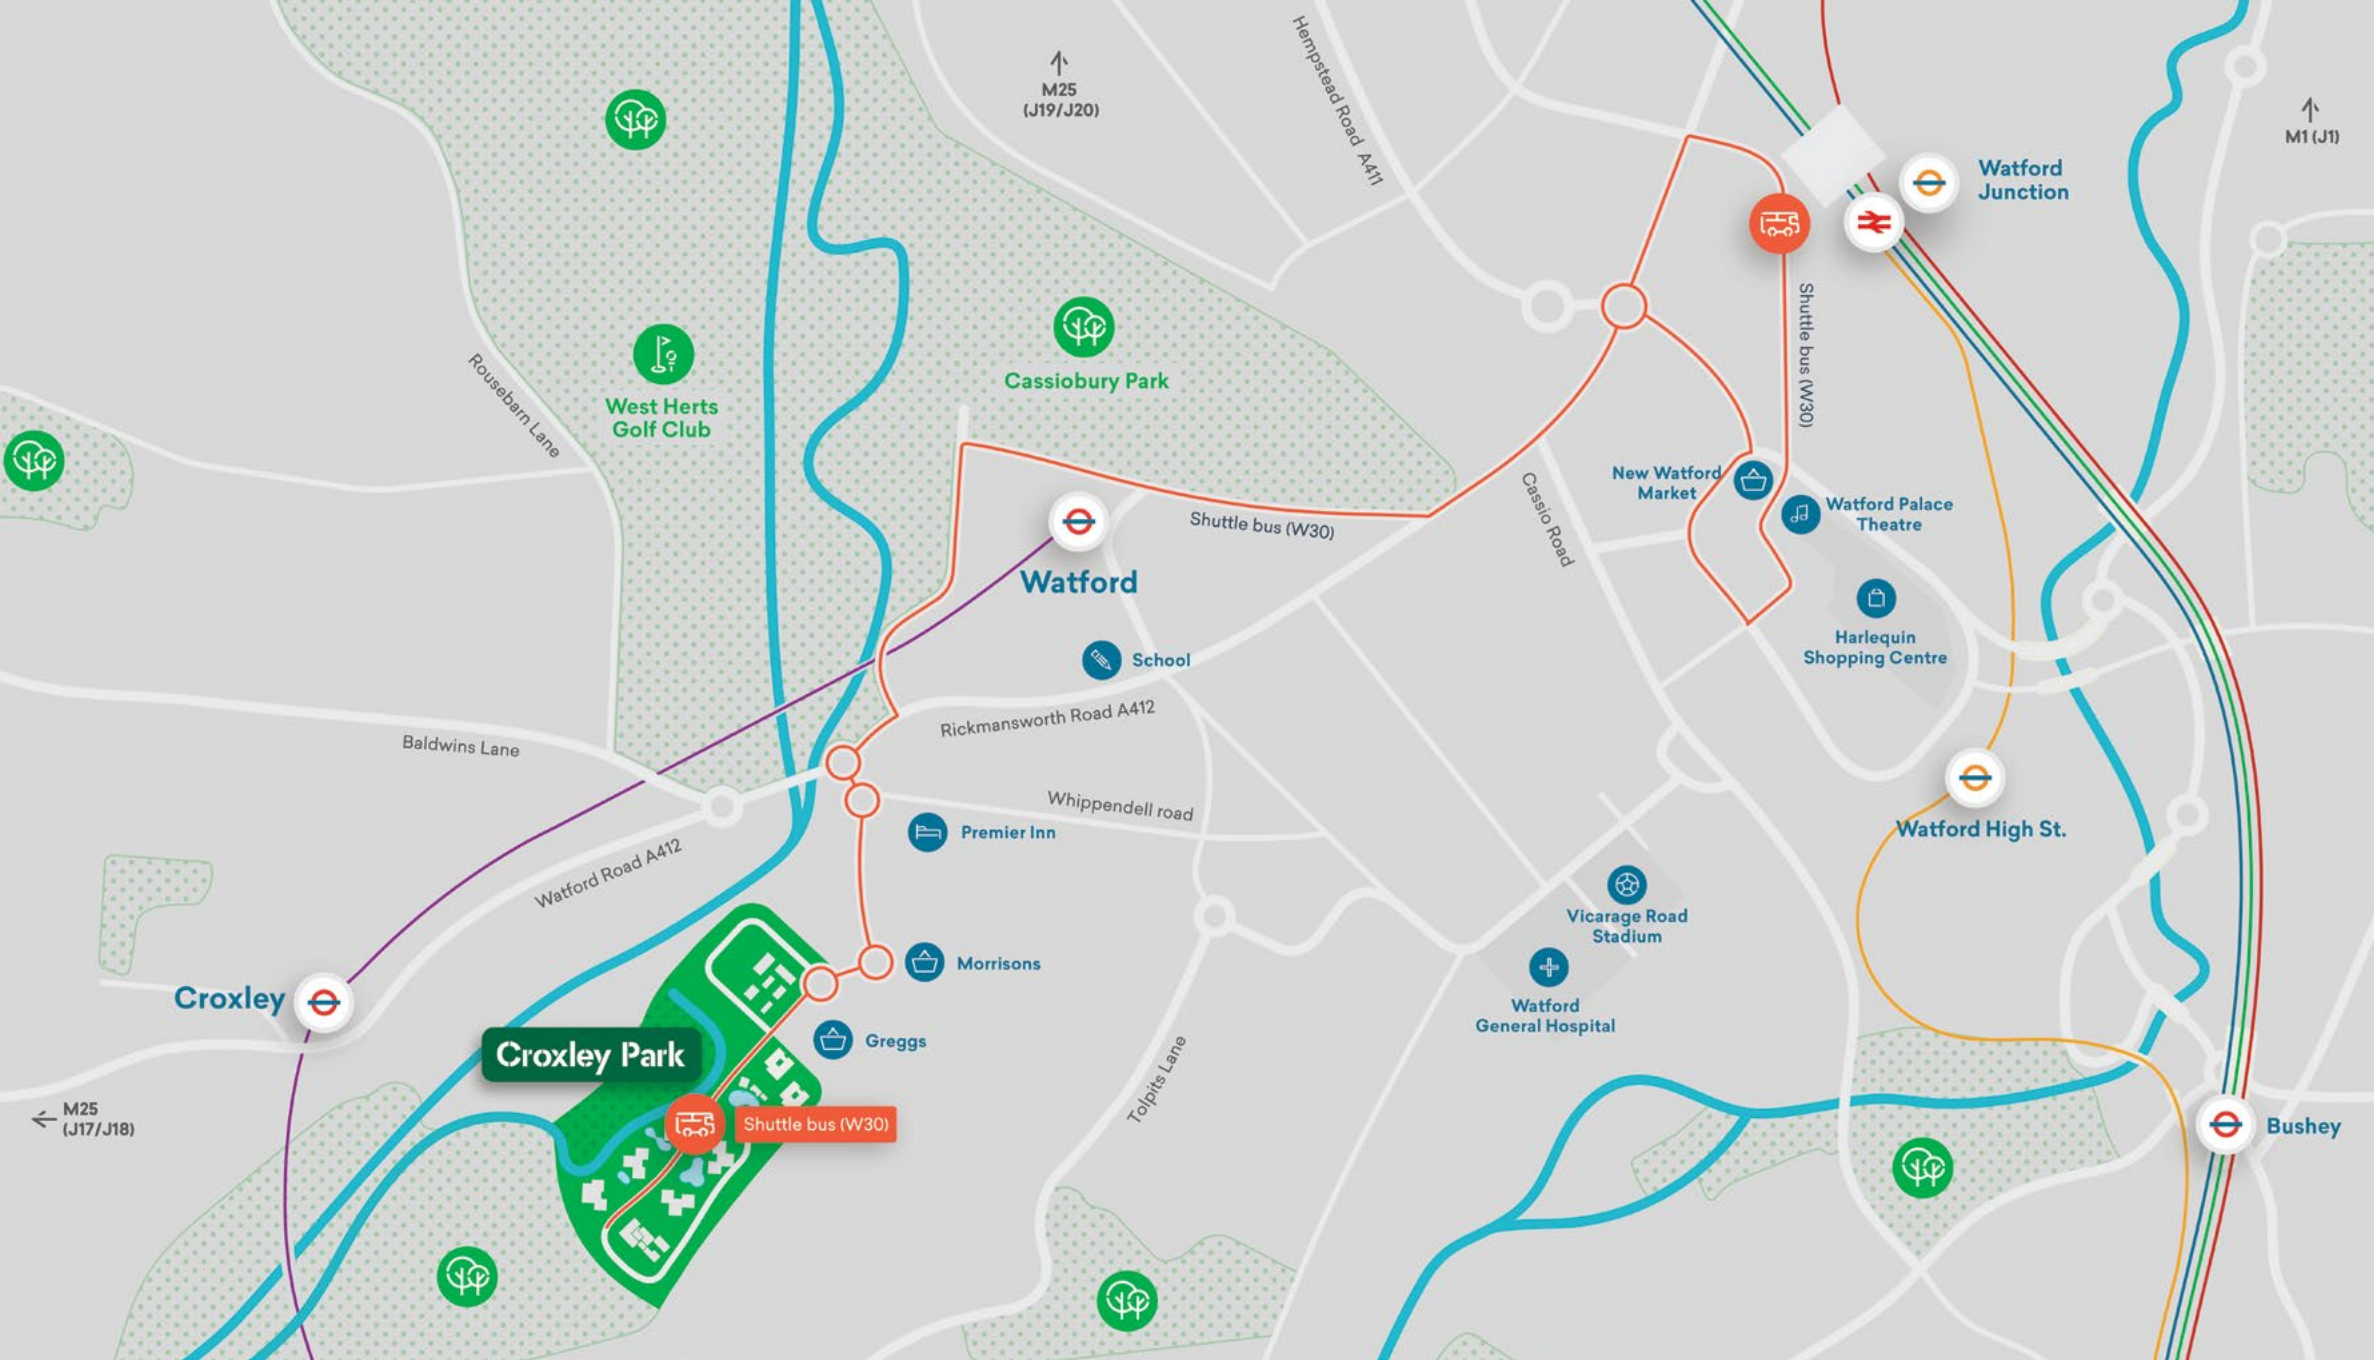 Hempstead Road A411
M25
(J19/J20)
M1 (J1)
Watford
Junction
Shuttle bus (W30)
Cassiobury Park
West Herts
Golf Club
Rousebarn Lane
New Watford
Market
Cassio Road
Watford Palace
Theatre
Shuttle bus (W30)
Watford
Harlequin
Shopping Centre
School
Rickmansworth Road A412
Baldwins Lane
Whippendell road
Premier Inn
Watford High St.
Watford Road A412
Vicarage Road
Stadium
Morrisons
Croxley
Watford
General Hospital
Greggs
Croxley Park
Tolpits Lane
M25
(J17/J18)
Shuttle bus (W30)
Bushey